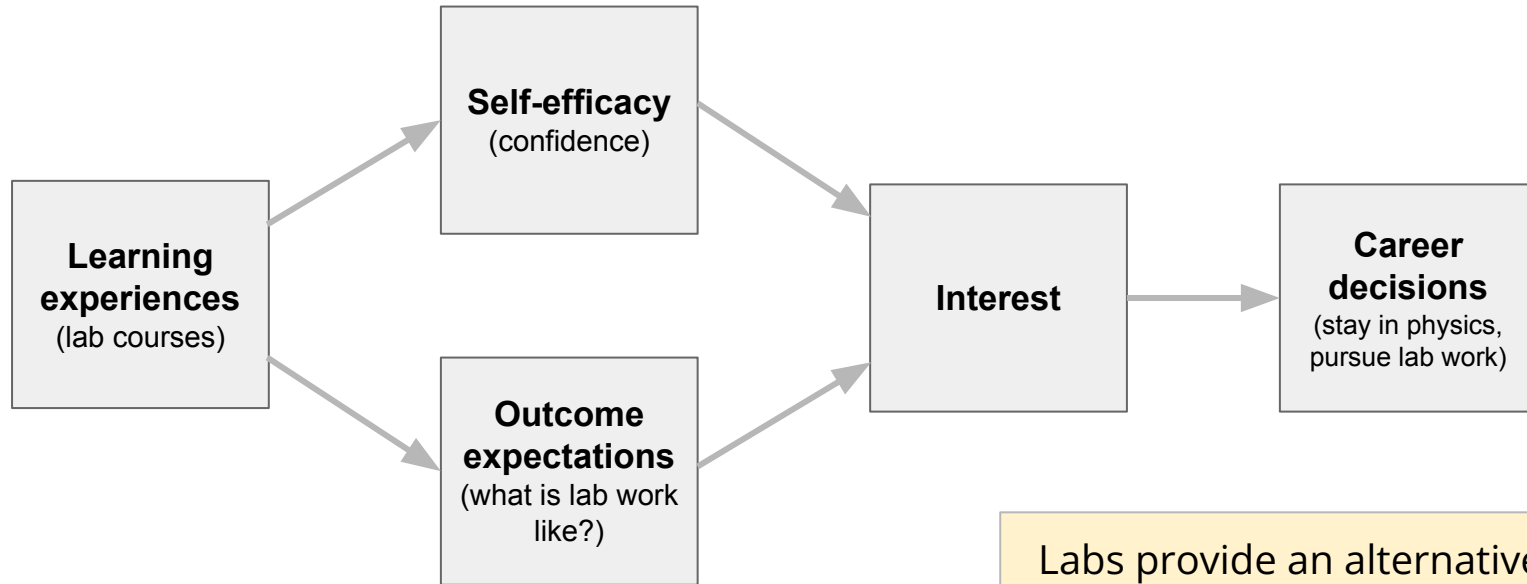 Self-efficacy
(confidence)
Learning
experiences
(lab courses)
Interest
Career
decisions
(stay in physics,
pursue lab work)
Outcome
expectations
(what is lab work
like?)
Labs provide an alternative